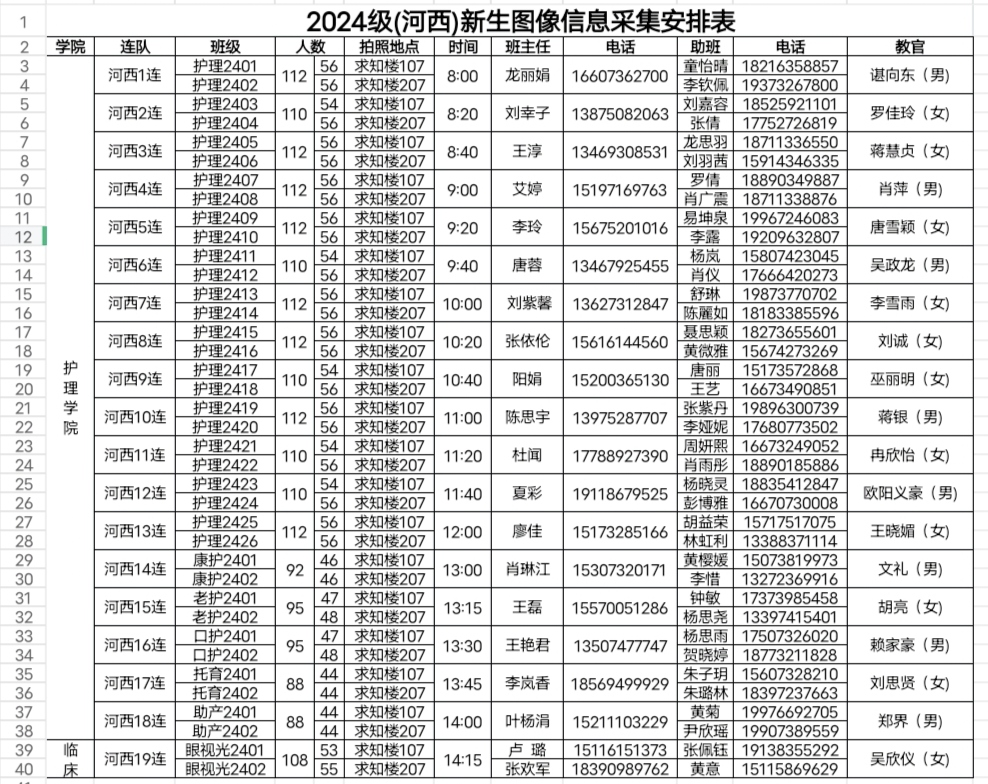 2024级(河西)新生图像信息采集安排表
学院 连队 班级 人数 拍照地点 时间 班主任 电话 助班 电话 教官
护理学院
河西1连 护理2401 112 56 求知楼107 8:00 龙丽娟 16607362700 童怡晴 18216358857 谌向东（男）
护理2402 56 求知楼207 李钦佩 19373267800
河西2连 护理2403 110 54 求知楼107 8:20 刘幸子 13875082063 刘嘉容 18525921101 罗佳玲（女）
护理2404 56 求知楼207 张倩 17752726819
河西3连 护理2405 112 56 求知楼107 8:40 王淳 13469308531 龙思羽 18711336550 蒋慧贞（女）
护理2406 56 求知楼207 刘羽茜 15914346335
河西4连 护理2407 112 56 求知楼107 9:00 艾婷 15197169763 罗倩 18890349887 肖萍（男）
护理2408 56 求知楼207 肖广震 18711338876
河西5连 护理2409 112 56 求知楼107 9:20 李玲 15675201016 易坤泉 19967246083 唐雪颖（女）
护理2410 56 求知楼207 李露 19209632807
河西6连 护理2411 110 54 求知楼107 9:40 唐蓉 13467925455 杨岚 15807423045 吴政龙（男）
护理2412 56 求知楼207 肖仪 17666420273
河西7连 护理2413 112 56 求知楼107 10:00 刘紫馨 13627312847 舒琳 19873770702 李雪雨（女）
护理2414 56 求知楼207 陈麗如 18183385596
河西8连 护理2415 112 56 求知楼107 10:20 张依伦 15616144560 聂思颖 18273655601 刘诚（女）
护理2416 56 求知楼207 黄微雅 15674273269
河西9连 护理2417 110 54 求知楼107 10:40 阳娟 15200365130 唐丽 15173572868 巫丽明（女）
护理2418 56 求知楼207 王艺 16673490851
河西10连 护理2419 112 56 求知楼107 11:00 陈思宇 13975287707 张紫丹 19896300739 蒋银（男）
护理2420 56 求知楼207 李娅妮 17680773502
河西11连 护理2421 110 54 求知楼107 11:20 杜闻 17788927390 周妍熙 16673249052 冉欣怡（女）
护理2422 56 求知楼207 肖雨彤 18890185886
河西12连 护理2423 110 54 求知楼107 11:40 夏彩 19118679525 杨晓灵 18835412847 欧阳义豪（男)
护理2424 56 求知楼207 彭博雅 16670730008
河西13连 护理2425 112 56 求知楼107 12:00 廖佳 15173285166 胡益荣 15717517075 王晓媚（女）
护理2426 56 求知楼207 林虹利 13388371114
河西14连 康护2401 92 46 求知楼107 13:00 肖琳江 15307320171 黄樱媛 15073819973 文礼（男）
康护2402 46 求知楼207 李惜 13272369916
河西15连 老护2401 95 47 求知楼107 13:15 王磊 15570051286 钟敏 17373985458 胡亮（女）
老护2402 48 求知楼207 杨思尧 13397415401
河西16连 口护2401 95 47 求知楼107 13:30 王艳君 13507477747 杨思雨 17507326020 赖家豪（男）
口护2402 48 求知楼207 贺晓婷 18773211828
河西17连 托育2401 88 44 求知楼107 13:45 李岚香 18569499929 朱子玥 15607328210 刘思贤（女）
托育2402 44 求知楼207 朱璐林 18397237663
河西18连 助产2401 88 44 求知楼107 14:00 叶杨涓 15211103229 黄菊 19976692705 郑界（男）
助产2402 44 求知楼207 尹欣瑶 19907389559
临床
河西19连 眼视光2401 108 53 求知楼107 14:15 卢 璐 15116151373 张佩钰 19138355292 吴欣仪（女）
眼视光2402 55 求知楼207 张欢军 18390989762 黄意 15115869629